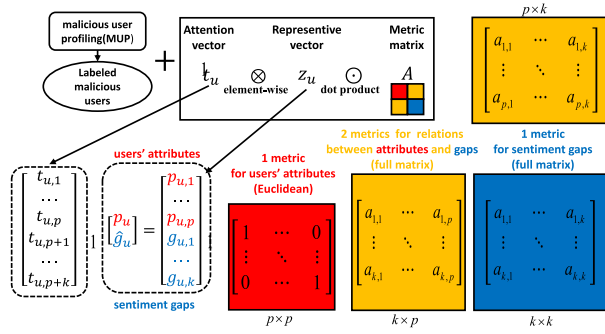 malicious user
profiling(MUP)
Labeled
malicious
users
+
Attention
vector
Representive
vector
Metric
matrix
1
t_u
⊗
z_u
⊙
A
element-wise
dot product
p×k
a_{1,1} ⋯ a_{1,k}
⋮ ⋱ ⋮
a_{p,1} ⋯ a_{p,k}
users' attributes
t_{u,1}
...
t_{u,p}
t_{u,p+1}
...
t_{u,p+k}
1
[p_u ĝ_u] =
p_{u,1}
...
p_{u,p}
g_{u,1}
...
g_{u,k}
sentiment gaps
1 metric
for users' attributes
(Euclidean)
1 ⋯ 0
⋮ ⋱ ⋮
0 ⋯ 1
p×p
2 metrics for relations
between attributes and gaps
(full matrix)
a_{1,1} ⋯ a_{1,p}
⋮ ⋱ ⋮
a_{k,1} ⋯ a_{k,p}
k×p
1 metric
for sentiment gaps
(full matrix)
a_{1,1} ⋯ a_{1,k}
⋮ ⋱ ⋮
a_{k,1} ⋯ a_{k,k}
k×k